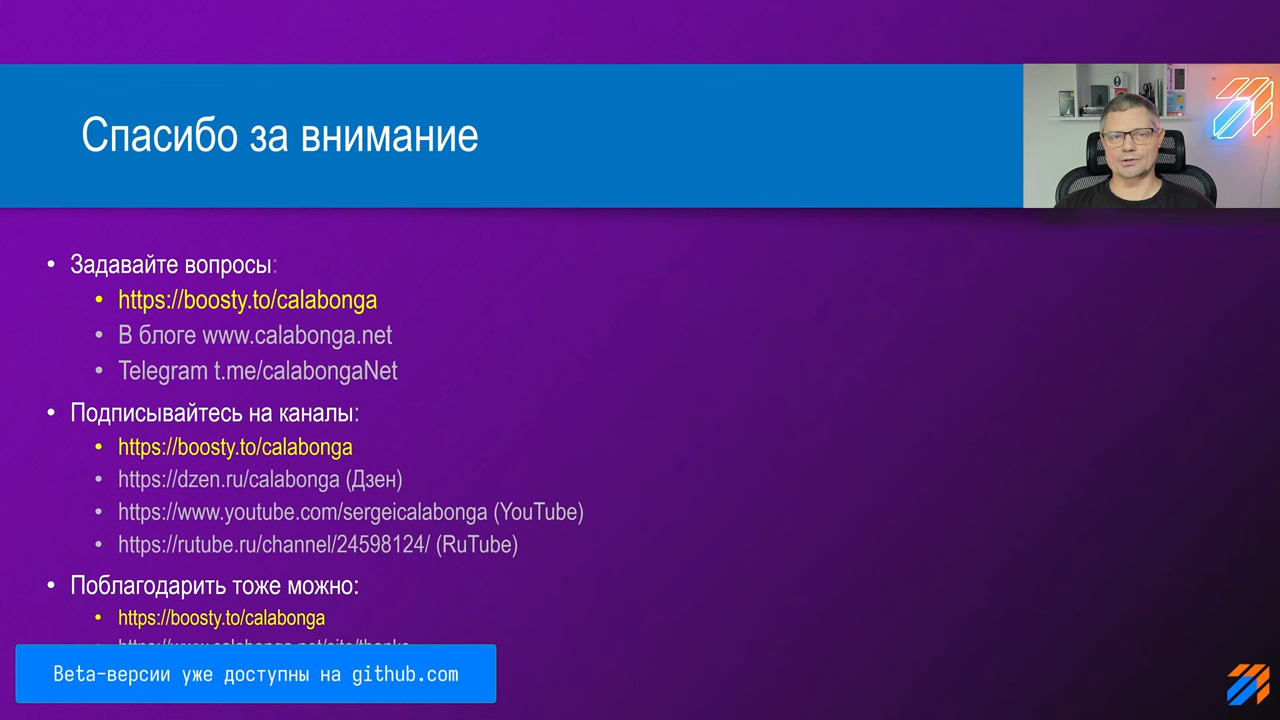 Спасибо за внимание
• Задавайте вопросы:
• https://boosty.to/calabonga
• В блоге www.calabonga.net
• Telegram t.me/calabongaNet
• Подписывайтесь на каналы:
• https://boosty.to/calabonga
• https://dzen.ru/calabonga (Дзен)
• https://www.youtube.com/sergeicalabonga (YouTube)
• https://rutube.ru/channel/24598124/ (RuTube)
• Поблагодарить тоже можно:
• https://boosty.to/calabonga
Beta-версии уже доступны на github.com